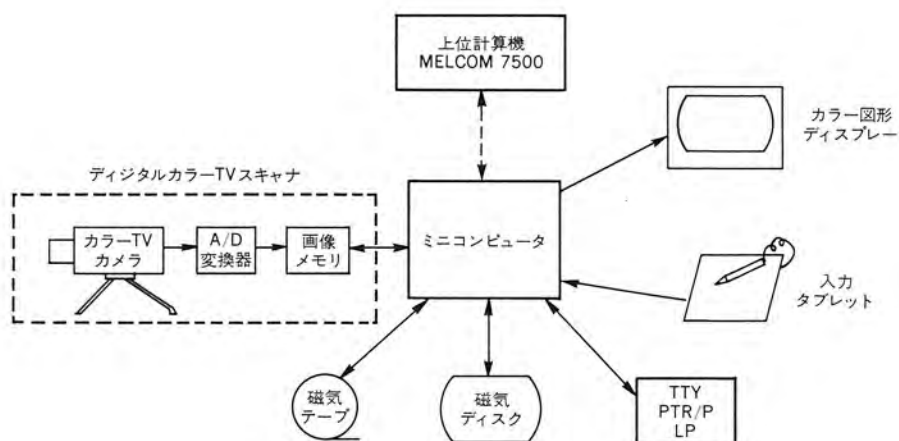 上位計算機
MELCOM 7500
カラー図形
ディスプレー
ディジタルカラーTVスキャナ
カラーTV
カメラ
A/D
変換器
画像
メモリ
ミニコンピュータ
入力
タブレット
磁気
テープ
磁気
ディスク
TTY
PTR/P
LP